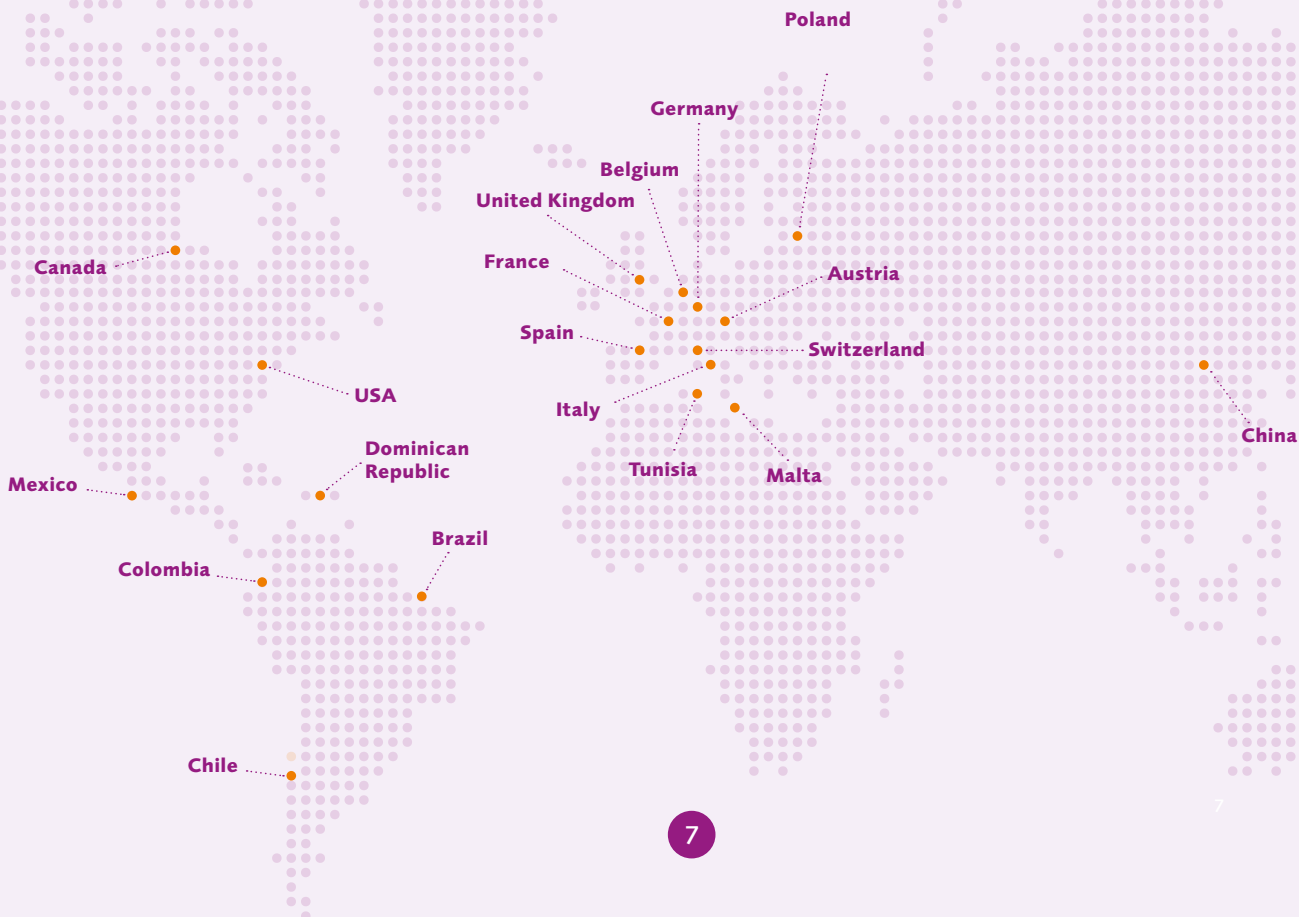 Poland
Germany
Belgium
United Kingdom
France
Canada
Austria
Spain
Switzerland
USA
Italy
China
Dominican
Republic
Tunisia
Malta
Mexico
Brazil
Colombia
Chile
7
7